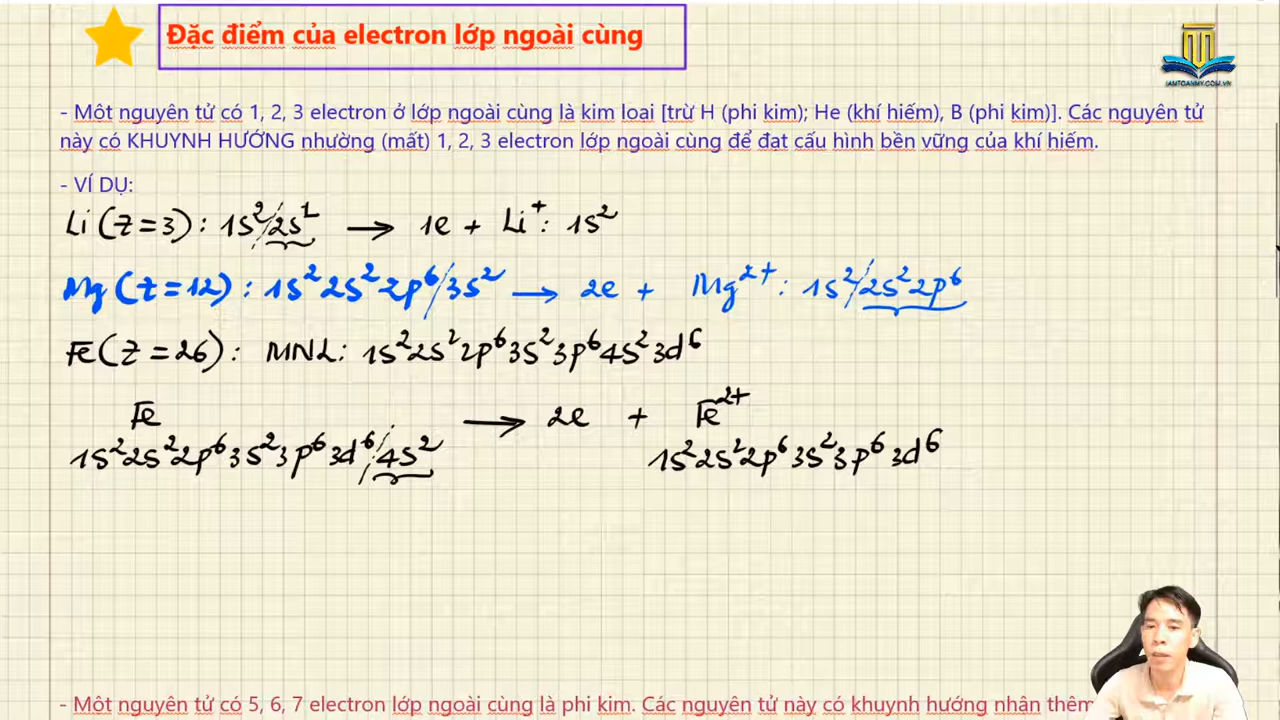 Đặc điểm của electron lớp ngoài cùng
IAMTOANMY.COM.VN
- Một nguyên tử có 1, 2, 3 electron ở lớp ngoài cùng là kim loại [trừ H (phi kim); He (khí hiếm), B (phi kim)]. Các nguyên tử
này có KHUYNH HƯỚNG nhường (mất) 1, 2, 3 electron lớp ngoài cùng để đạt cấu hình bền vững của khí hiếm.
- VÍ DỤ:
Li (Z=3): 1s²/2s¹ → 1e + Li⁺: 1s²
Mg (Z=12): 1s²2s²2p⁶/3s² → 2e + Mg²⁺: 1s²/2s²2p⁶
Fe (Z=26): MNL: 1s²2s²2p⁶3s²3p⁶4s²3d⁶
Fe → 2e + Fe²⁺
1s²2s²2p⁶3s²3p⁶3d⁶/4s² 1s²2s²2p⁶3s²3p⁶3d⁶
- Một nguyên tử có 5, 6, 7 electron lớp ngoài cùng là phi kim. Các nguyên tử này có khuynh hướng nhận thêm